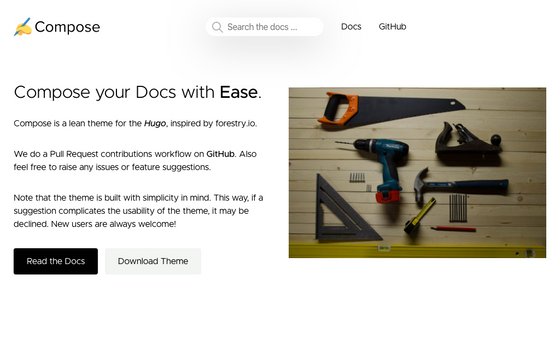 Compose
Search the docs ...
Docs
GitHub
Compose your Docs with Ease.
Compose is a lean theme for the Hugo, inspired by forestry.io.
We do a Pull Request contributions workflow on GitHub. Also
feel free to raise any issues or feature suggestions.
Note that the theme is built with simplicity in mind. This way, if a
suggestion complicates the usability of the theme, it may be
declined. New users are always welcome!
Read the Docs
Download Theme